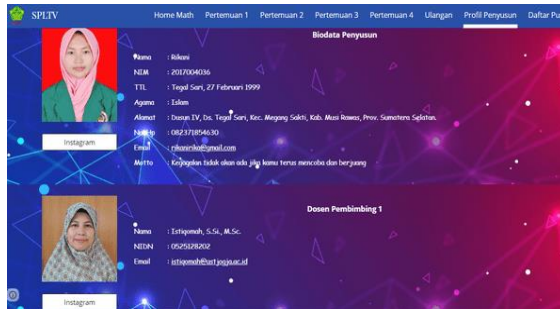 SPLTV
Home Math Pertemuan 1 Pertemuan 2 Pertemuan 3 Pertemuan 4 Ulangan Profil Penyusun Daftar Pu
Biodata Penyusun
Nama : Rikani
NIM : 2017004036
TTL : Tegal Sari, 27 Februari 1999
Agama : Islam
Alamat : Dusun IV, Ds. Tegal Sari, Kec. Megang Sakti, Kab. Musi Rawas, Prov. Sumatera Selatan.
No Hp : 082371854630
Email : rikanirika@gmail.com
Motto : Kegagalan tidak akan ada jika kamu terus mencoba dan berjuang
Instagram
Dosen Pembimbing 1
Nama : Istiqomah, S.Si., M.Sc.
NIDN : 0525128202
Email : istiqomah@ustjogja.ac.id
Instagram